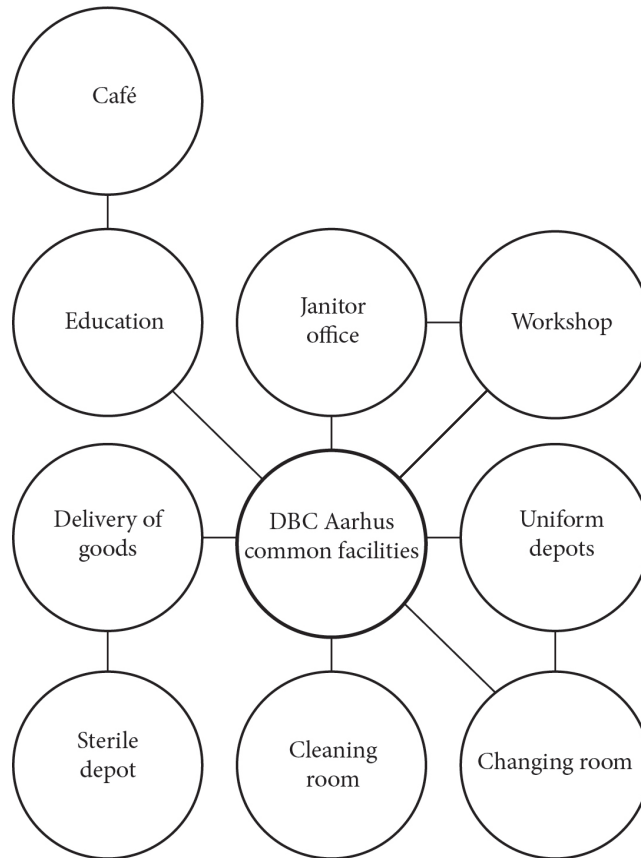 Café
Education
Janitor
office
Workshop
Delivery of
goods
DBC Aarhus
common facilities
Uniform
depots
Sterile
depot
Cleaning
room
Changing room